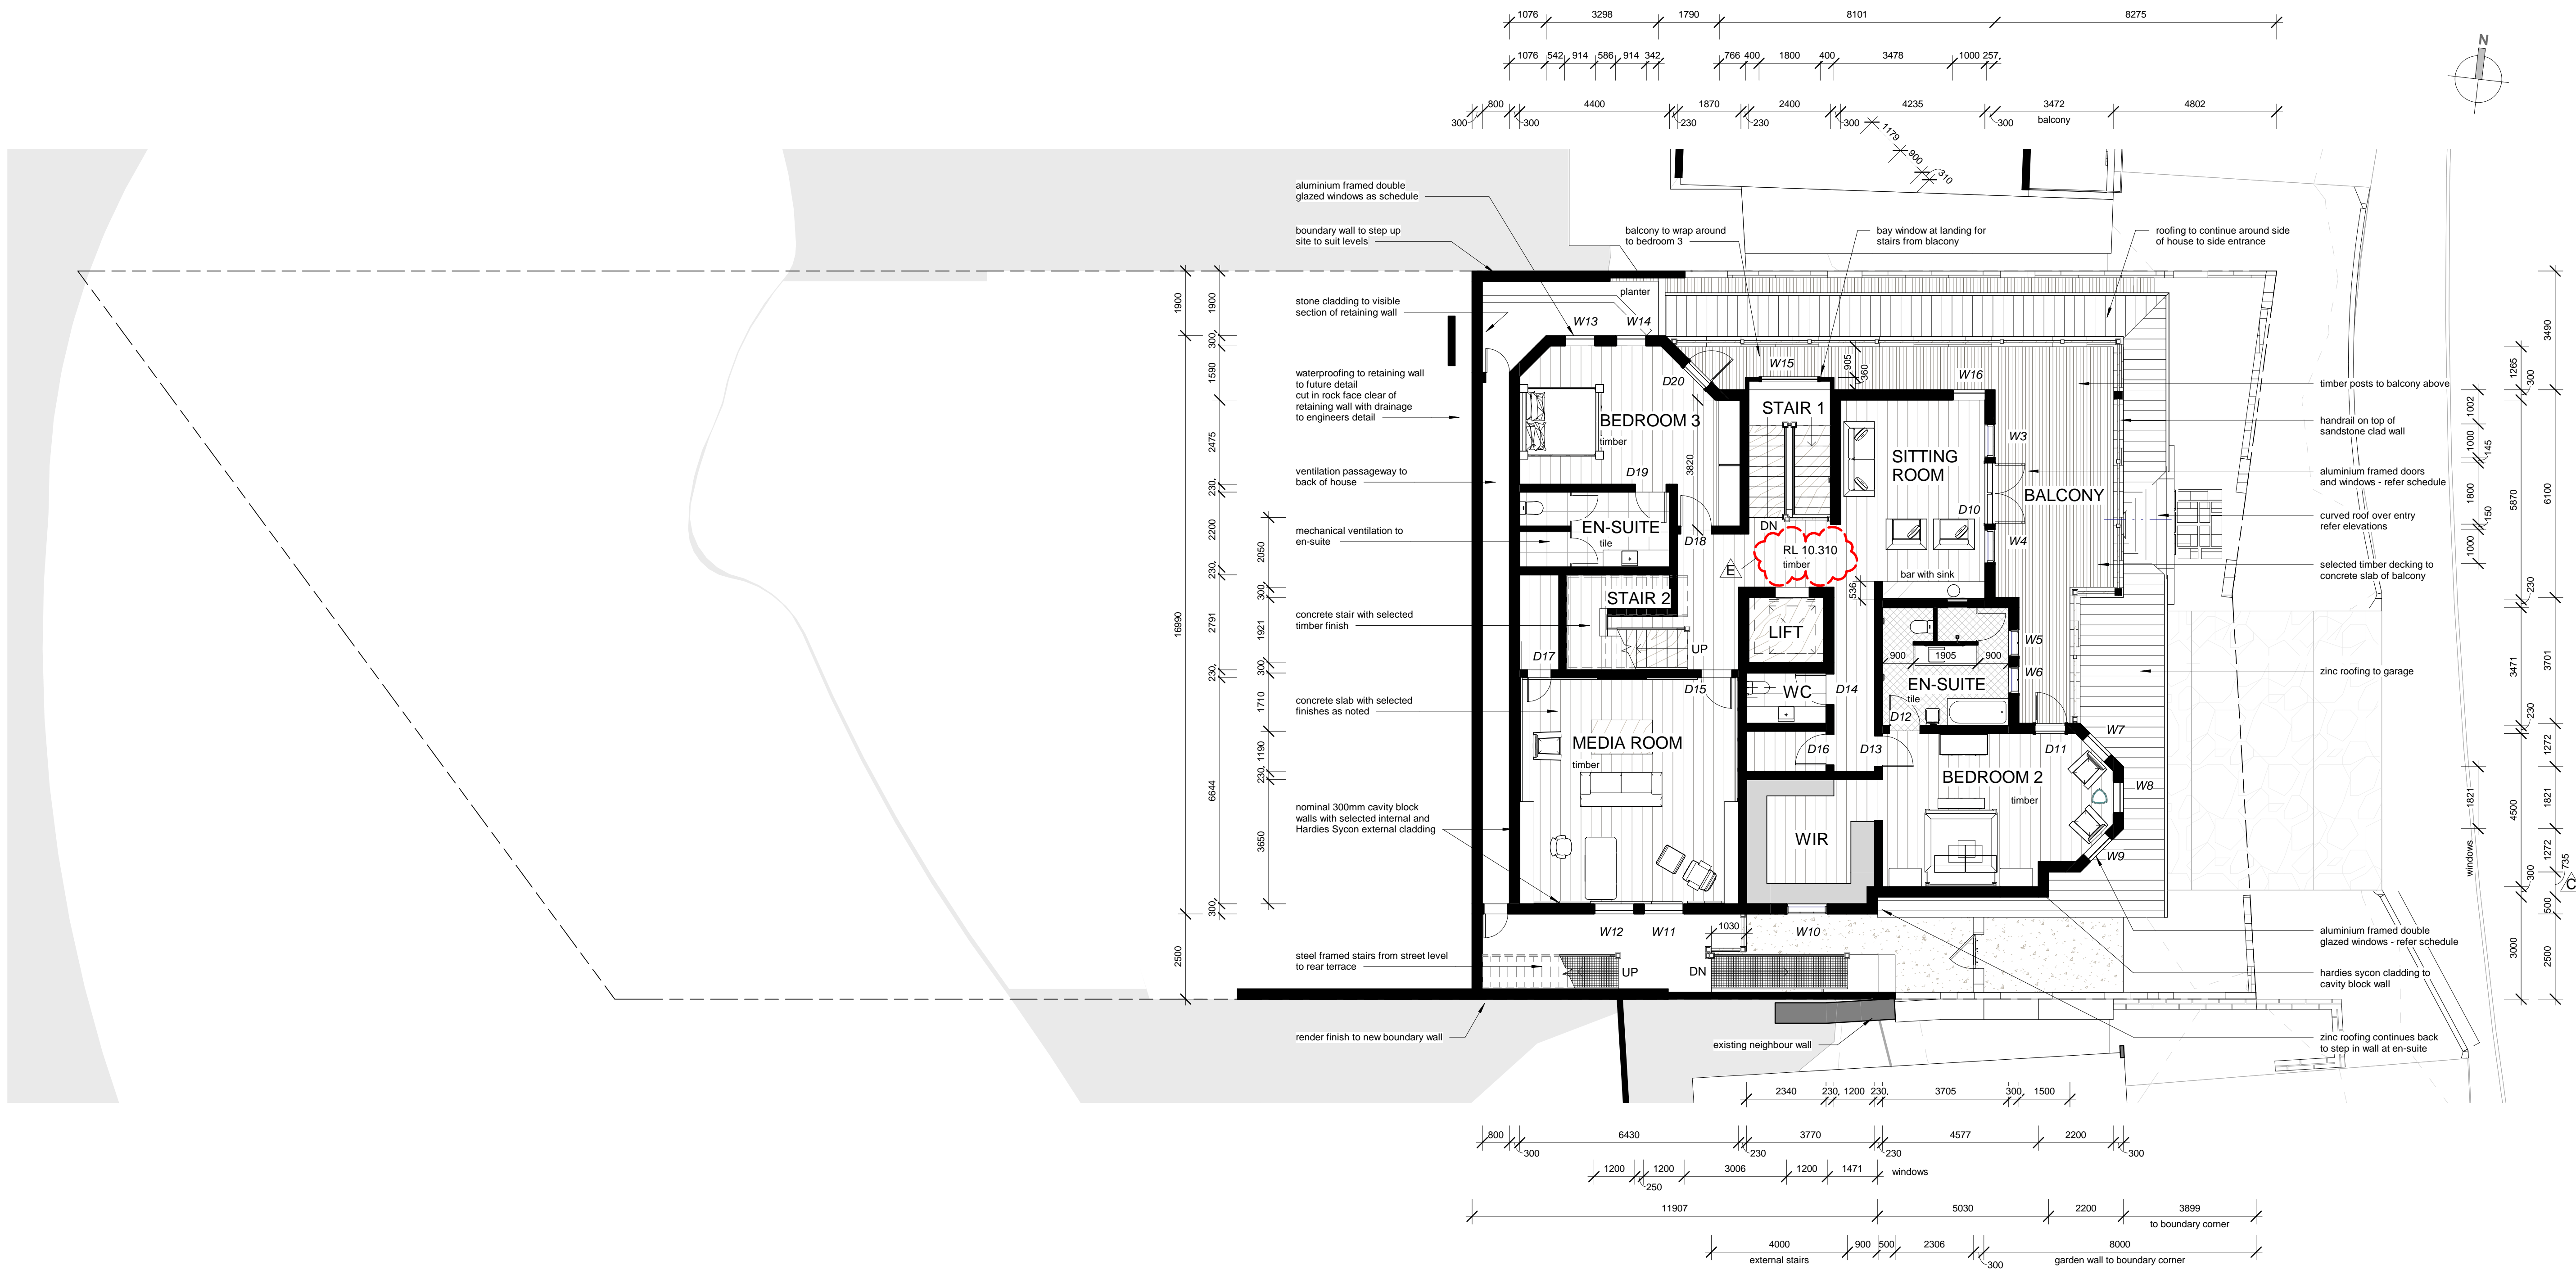 1076 3298 1790 8101 8275
1076 542 914 586 914 342 766 400 1800 400 3478 1000 257
N
800 4400 1870 2400 4235 3472 4802
300 300 230 230 300 300 balcony
1179
900
310
aluminium framed double
glazed windows as schedule
boundary wall to step up
site to suit levels
balcony to wrap around
to bedroom 3
bay window at landing for
stairs from blacony
roofing to continue around side
of house to side entrance
stone cladding to visible
section of retaining wall
planter
W13 W14
W15
W16
905
360
D20
waterproofing to retaining wall
to future detail
cut in rock face clear of
retaining wall with drainage
to engineers detail
BEDROOM 3
timber
3820
D19
STAIR 1
SITTING
ROOM
W3
D10
W4
BALCONY
timber posts to balcony above
handrail on top of
sandstone clad wall
aluminium framed doors
and windows - refer schedule
curved roof over entry
refer elevations
selected timber decking to
concrete slab of balcony
ventilation passageway to
back of house
mechanical ventilation to
en-suite
EN-SUITE
tile
D18
DN
RL 10.310
timber
E
bar with sink
536
STAIR 2
concrete stair with selected
timber finish
LIFT
D17
UP
D15
WC
D14
900 1905 900
W5
W6
EN-SUITE
tile
D12
zinc roofing to garage
concrete slab with selected
finishes as noted
MEDIA ROOM
timber
D16
D13
D11
BEDROOM 2
timber
W7
W8
W9
WIR
nominal 300mm cavity block
walls with selected internal and
Hardies Sycon external cladding
W12 W11
1030
W10
steel framed stairs from street level
to rear terrace
UP
DN
aluminium framed double
glazed windows - refer schedule
hardies sycon cladding to
cavity block wall
zinc roofing continues back
to step in wall at en-suite
render finish to new boundary wall
existing neighbour wall
1900
16990
2500
1900
300
1590
2475
230
2200
230
2791
230
6644
300
2050
300
1921
300
1710
1190
230
3650
1002
1000
145
1800
150
1000
1821
windows
1265
300
5870
230
3471
230
4500
300
3000
3490
6100
3701
1272
1821
1272
735
500
2500
C
2340 230 1200 230 3705 300 1500
800 6430 3770 4577 2200
300 230 230 300
1200 1200 3006 1200 1471 windows
250
11907 5030 2200 3899
to boundary corner
4000 900 500 2306 8000
external stairs 300 garden wall to boundary corner